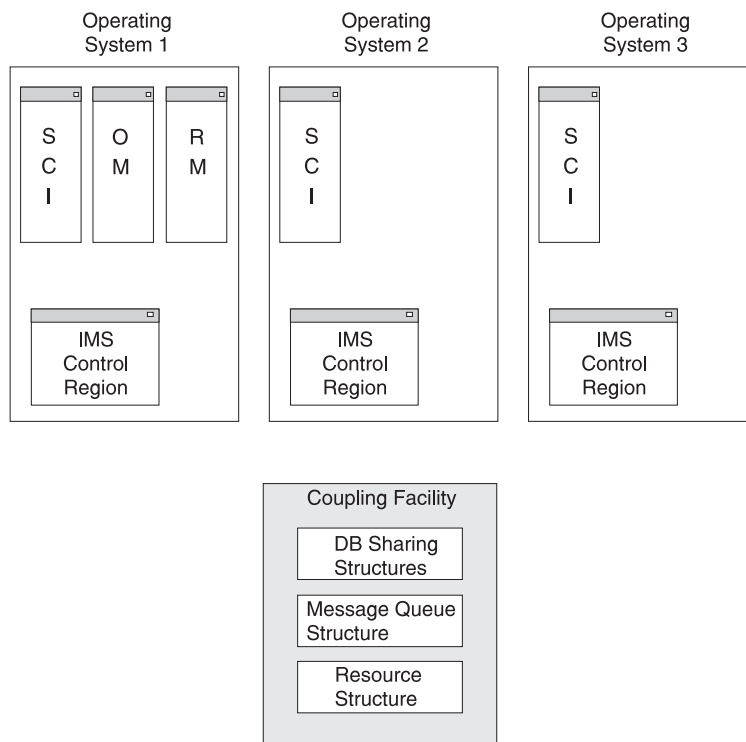 Operating
System 1
Operating
System 2
Operating
System 3
S
C
I
O
M
R
M
S
C
I
S
C
I
IMS
Control
Region
IMS
Control
Region
IMS
Control
Region
Coupling Facility
DB Sharing
Structures
Message Queue
Structure
Resource
Structure